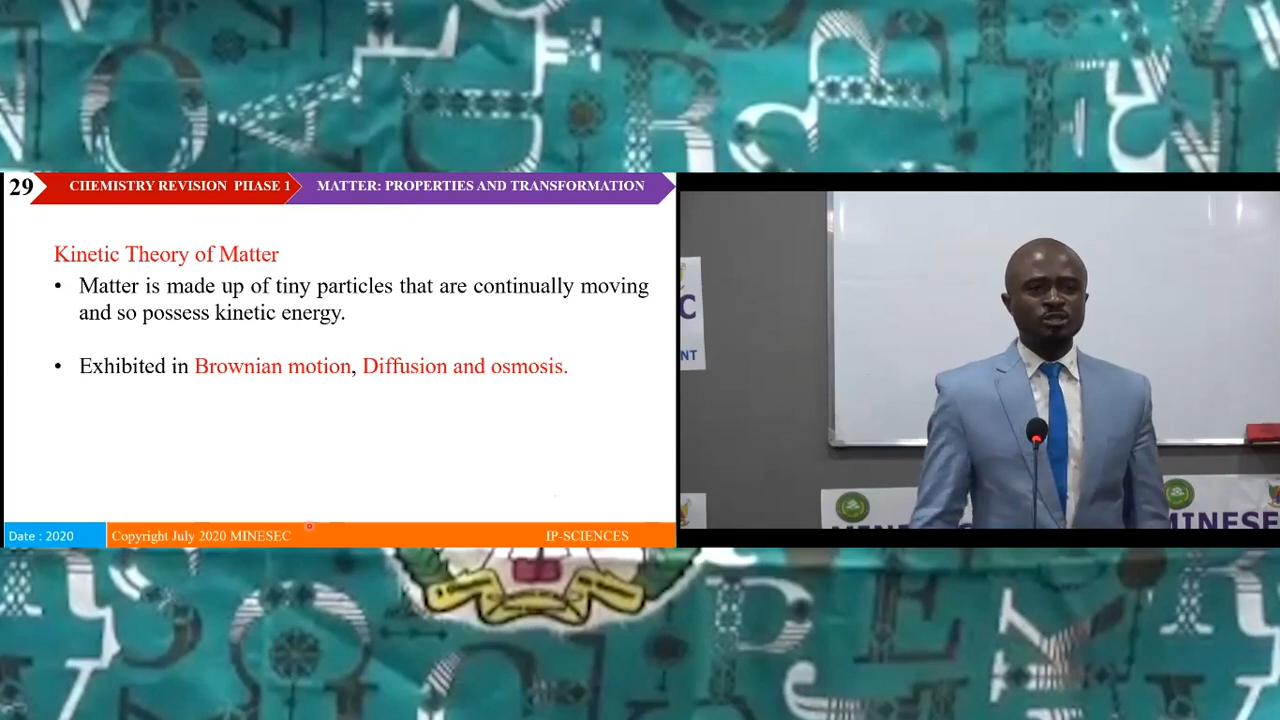 29
CHEMISTRY REVISION PHASE 1
MATTER: PROPERTIES AND TRANSFORMATION
Kinetic Theory of Matter
• Matter is made up of tiny particles that are continually moving
and so possess kinetic energy.
• Exhibited in Brownian motion, Diffusion and osmosis.
Date : 2020
Copyright July 2020 MINESEC
IP-SCIENCES
C
NT
MINESEC